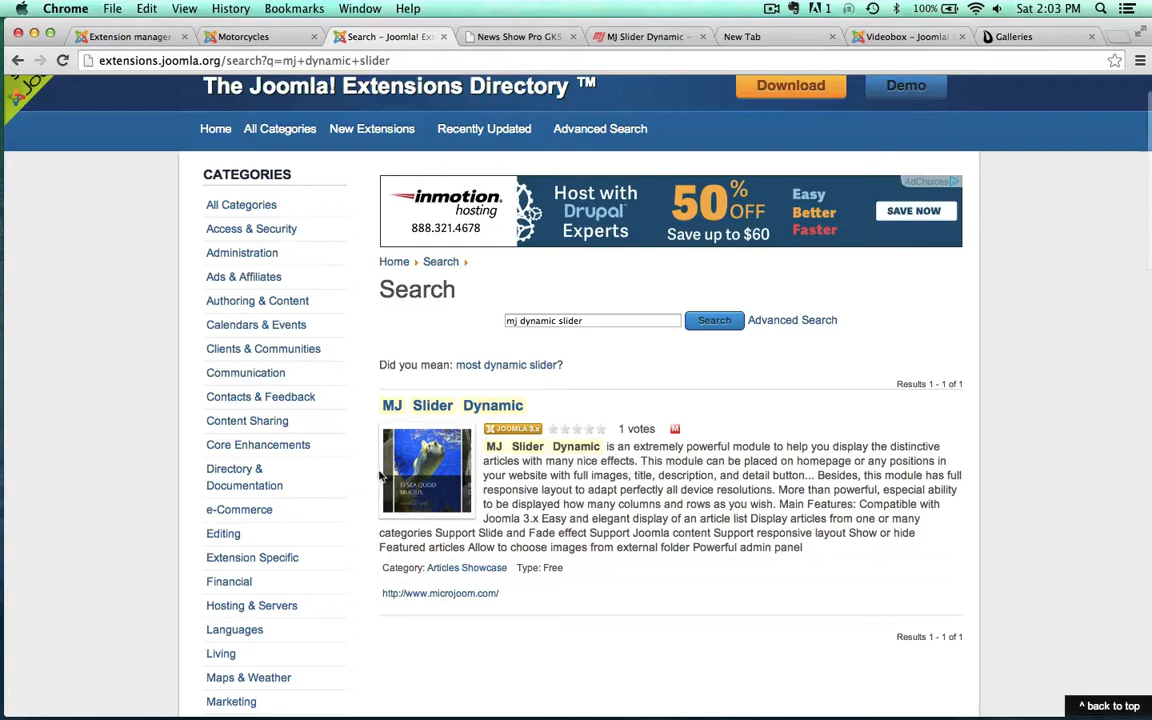 Chrome File Edit View History Bookmarks Window Help 1 100% Sat 2:03 PM
Extension manager Motorcycles Search – Joomla! Ex News Show Pro GK5 MJ Slider Dynamic – New Tab Videobox – Joomla! Galleries
extensions.joomla.org/search?q=mj+dynamic+slider
The Joomla! Extensions Directory ™
Download
Demo
Home All Categories New Extensions Recently Updated Advanced Search
CATEGORIES
All Categories
Access & Security
Administration
Ads & Affiliates
Authoring & Content
Calendars & Events
Clients & Communities
Communication
Contacts & Feedback
Content Sharing
Core Enhancements
Directory &
Documentation
e-Commerce
Editing
Extension Specific
Financial
Hosting & Servers
Languages
Living
Maps & Weather
Marketing
inmotion
hosting
888.321.4678
Host with
Drupal
Experts
50% OFF
Save up to $60
Easy
Better
Faster
AdChoices
SAVE NOW
Home Search
Search
mj dynamic slider Search Advanced Search
Did you mean: most dynamic slider?
Results 1 - 1 of 1
MJ Slider Dynamic
JOOMLA 3.x 1 votes M
MJ Slider Dynamic is an extremely powerful module to help you display the distinctive
articles with many nice effects. This module can be placed on homepage or any positions in
your website with full images, title, description, and detail button... Besides, this module has full
responsive layout to adapt perfectly all device resolutions. More than powerful, especial ability
to be displayed how many columns and rows as you wish. Main Features: Compatible with
Joomla 3.x Easy and elegant display of an article list Display articles from one or many
categories Support Slide and Fade effect Support Joomla content Support responsive layout Show or hide
Featured articles Allow to choose images from external folder Powerful admin panel
Category: Articles Showcase Type: Free
http://www.microjoom.com/
Results 1 - 1 of 1
^ back to top